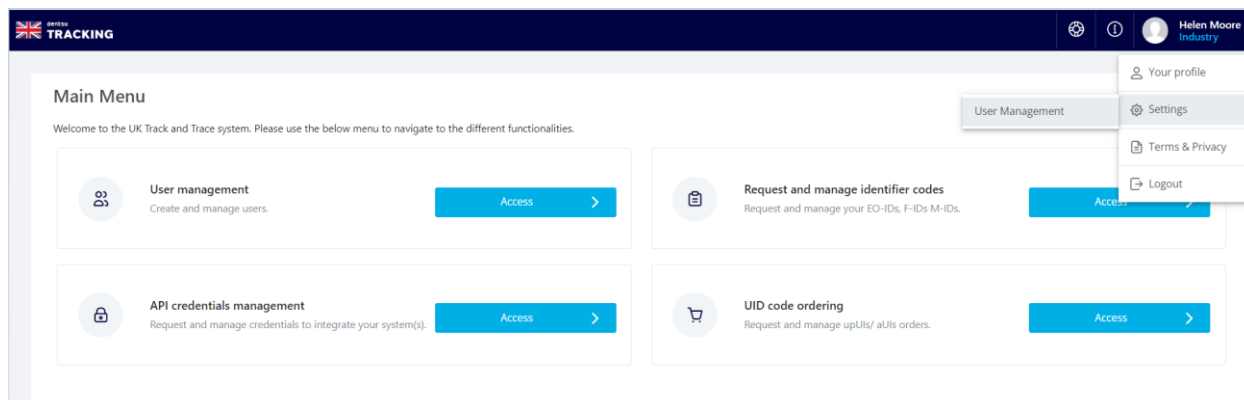 dentsu
TRACKING
Helen Moore
Industry
Your profile
Settings
User Management
Terms & Privacy
Logout
Main Menu
Welcome to the UK Track and Trace system. Please use the below menu to navigate to the different functionalities.
User management
Create and manage users.
Access
Request and manage identifier codes
Request and manage your EO-IDs, F-IDs M-IDs.
Access
API credentials management
Request and manage credentials to integrate your system(s).
Access
UID code ordering
Request and manage upUIs/ aUIs orders.
Access